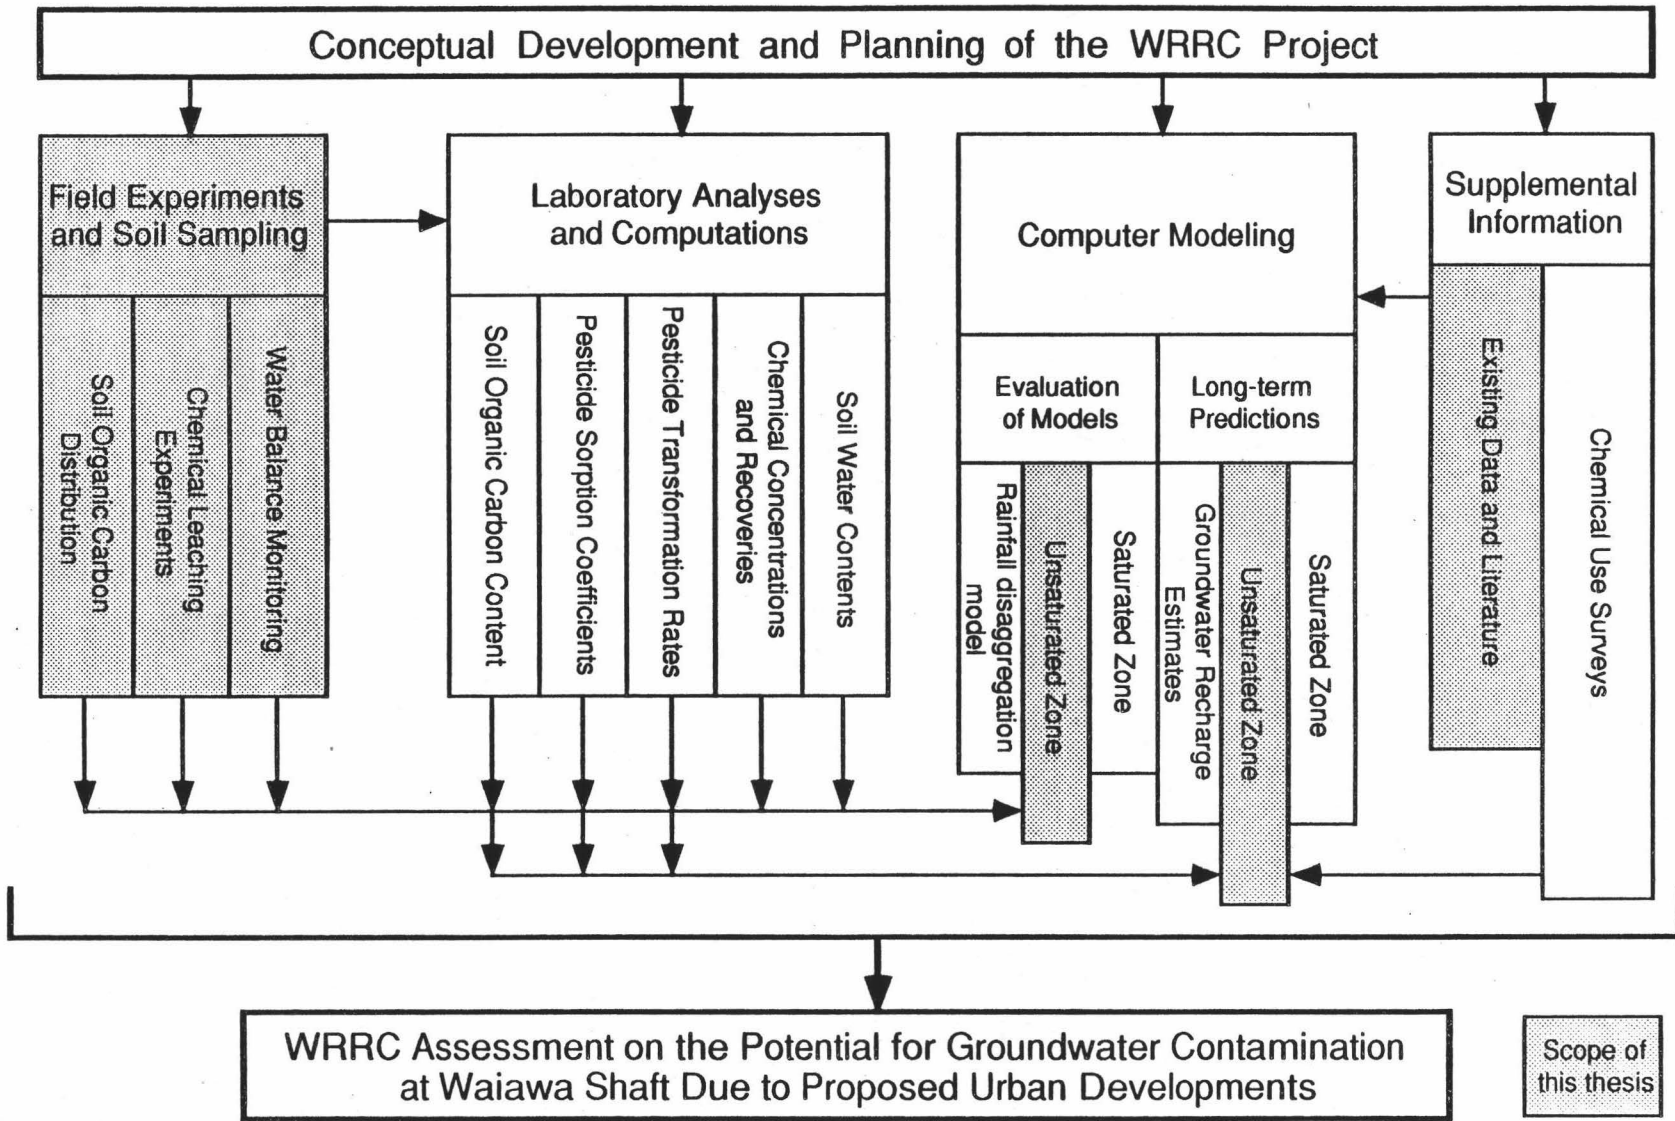 Conceptual Development and Planning of the WRRC Project
Field Experiments
and Soil Sampling
Soil Organic Carbon
Distribution
Chemical Leaching
Experiments
Water Balance Monitoring
Laboratory Analyses
and Computations
Soil Organic Carbon Content
Pesticide Sorption Coefficients
Pesticide Transformation Rates
Chemical Concentrations
and Recoveries
Soil Water Contents
Computer Modeling
Evaluation
of Models
Rainfall disaggregation
model
Unsaturated Zone
Saturated Zone
Long-term
Predictions
Groundwater Recharge
Estimates
Unsaturated Zone
Saturated Zone
Supplemental
Information
Existing Data and Literature
Chemical Use Surveys
WRRC Assessment on the Potential for Groundwater Contamination
at Waiawa Shaft Due to Proposed Urban Developments
Scope of
this thesis